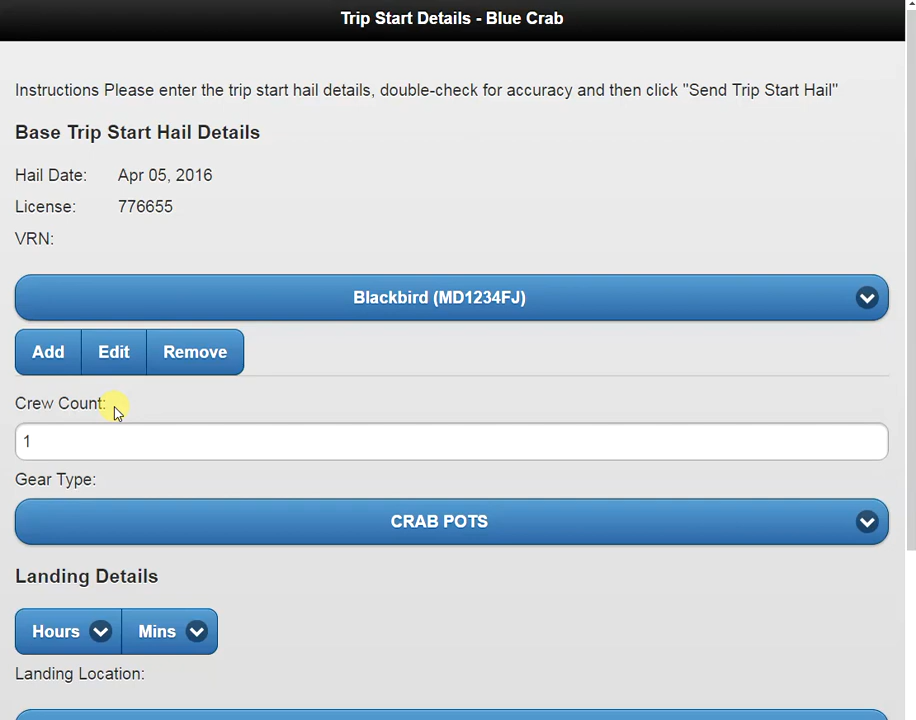 Trip Start Details - Blue Crab
Instructions Please enter the trip start hail details, double-check for accuracy and then click "Send Trip Start Hail"
Base Trip Start Hail Details
Hail Date: Apr 05, 2016
License: 776655
VRN:
Blackbird (MD1234FJ)
Add Edit Remove
Crew Count:
1
Gear Type:
CRAB POTS
Landing Details
Hours Mins
Landing Location: